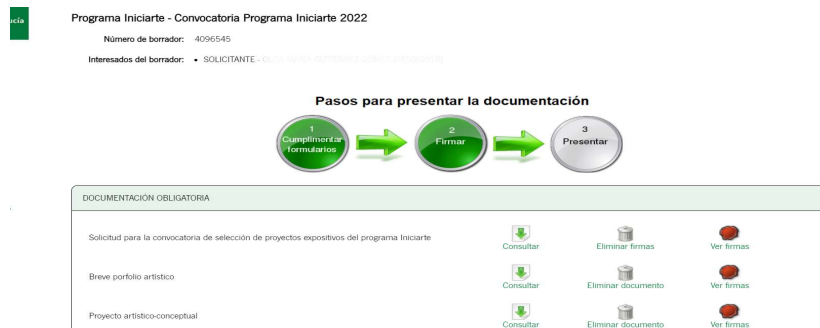 ucía
Programa Iniciarte - Convocatoria Programa Iniciarte 2022
Número de borrador: 4096545
Interesados del borrador: • SOLICITANTE -
Pasos para presentar la documentación
1
Cumplimentar
formularios
2
Firmar
3
Presentar
DOCUMENTACIÓN OBLIGATORIA
Solicitud para la convocatoria de selección de proyectos expositivos del programa Iniciarte
Consultar Eliminar firmas Ver firmas
Breve porfolio artístico
Consultar Eliminar documento Ver firmas
Proyecto artístico-conceptual
Consultar Eliminar documento Ver firmas